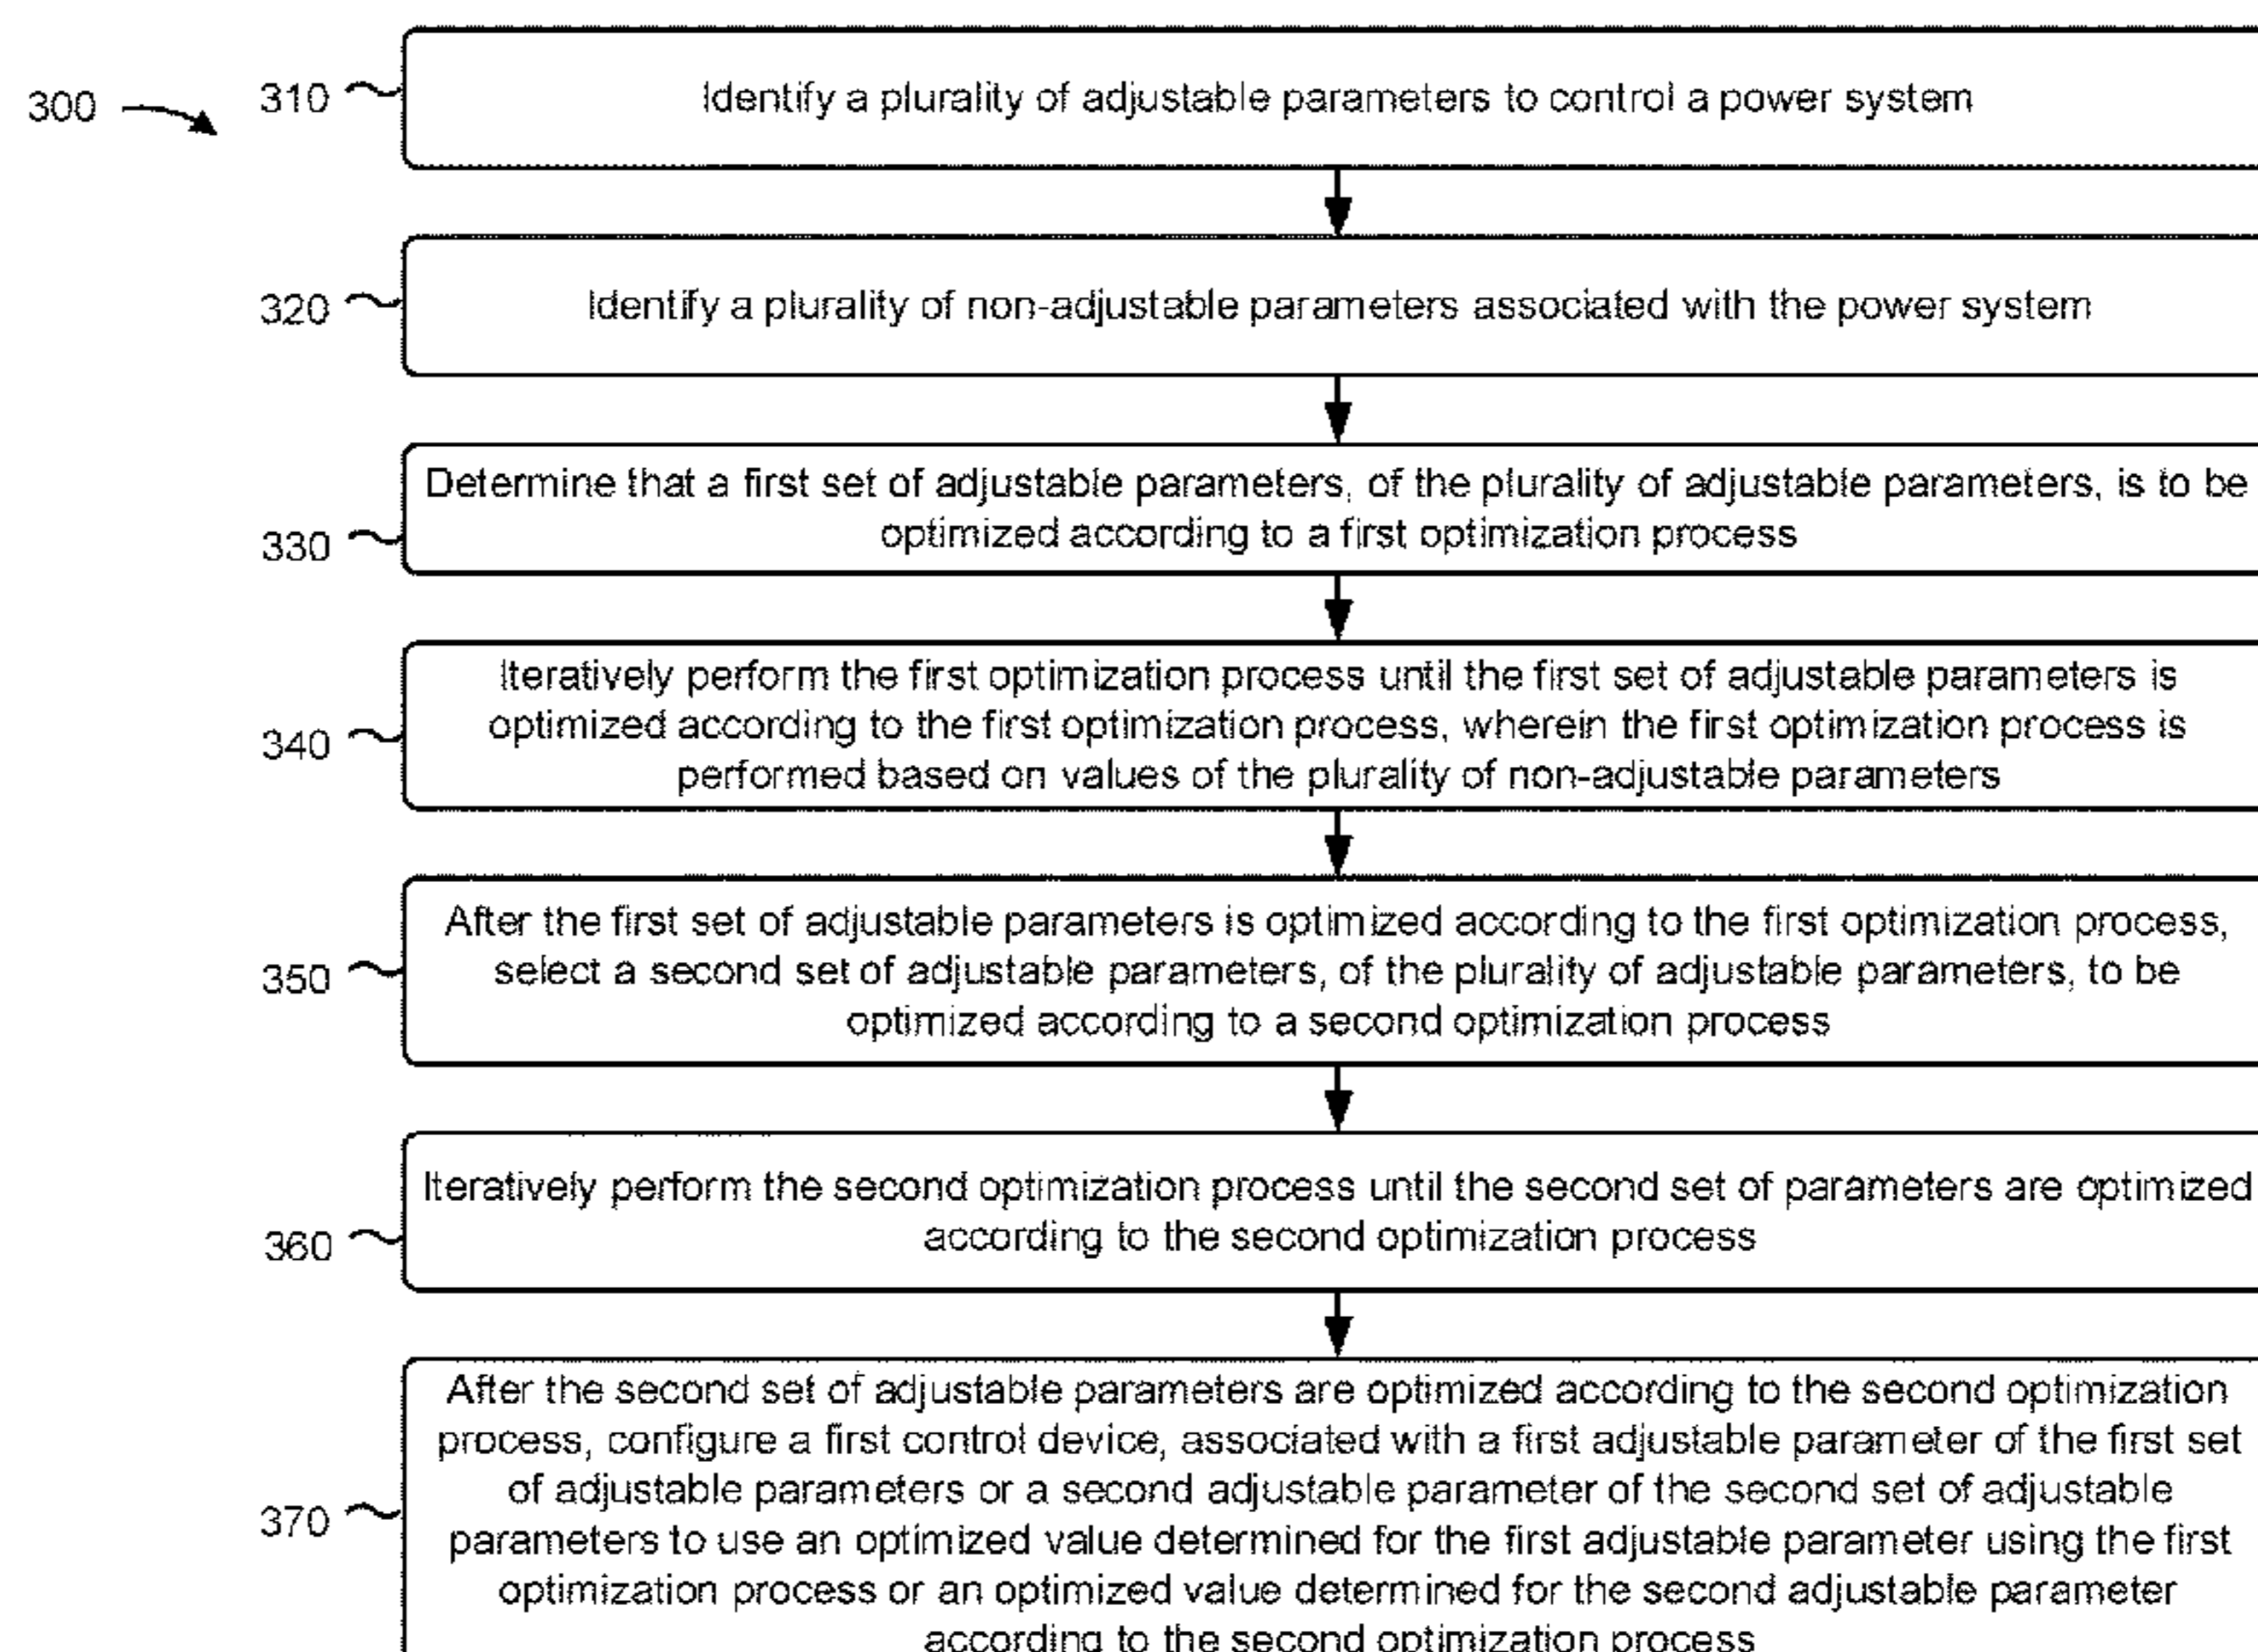 300
310
Identify a plurality of adjustable parameters to control a power system
320
Identify a plurality of non-adjustable parameters associated with the power system
330
Determine that a first set of adjustable parameters, of the plurality of adjustable parameters, is to be
optimized according to a first optimization process
340
Iteratively perform the first optimization process until the first set of adjustable parameters is
optimized according to the first optimization process, wherein the first optimization process is
performed based on values of the plurality of non-adjustable parameters
350
After the first set of adjustable parameters is optimized according to the first optimization process,
select a second set of adjustable parameters, of the plurality of adjustable parameters, to be
optimized according to a second optimization process
360
Iteratively perform the second optimization process until the second set of parameters are optimized
according to the second optimization process
370
After the second set of adjustable parameters are optimized according to the second optimization
process, configure a first control device, associated with a first adjustable parameter of the first set
of adjustable parameters or a second adjustable parameter of the second set of adjustable
parameters to use an optimized value determined for the first adjustable parameter using the first
optimization process or an optimized value determined for the second adjustable parameter
according to the second optimization process